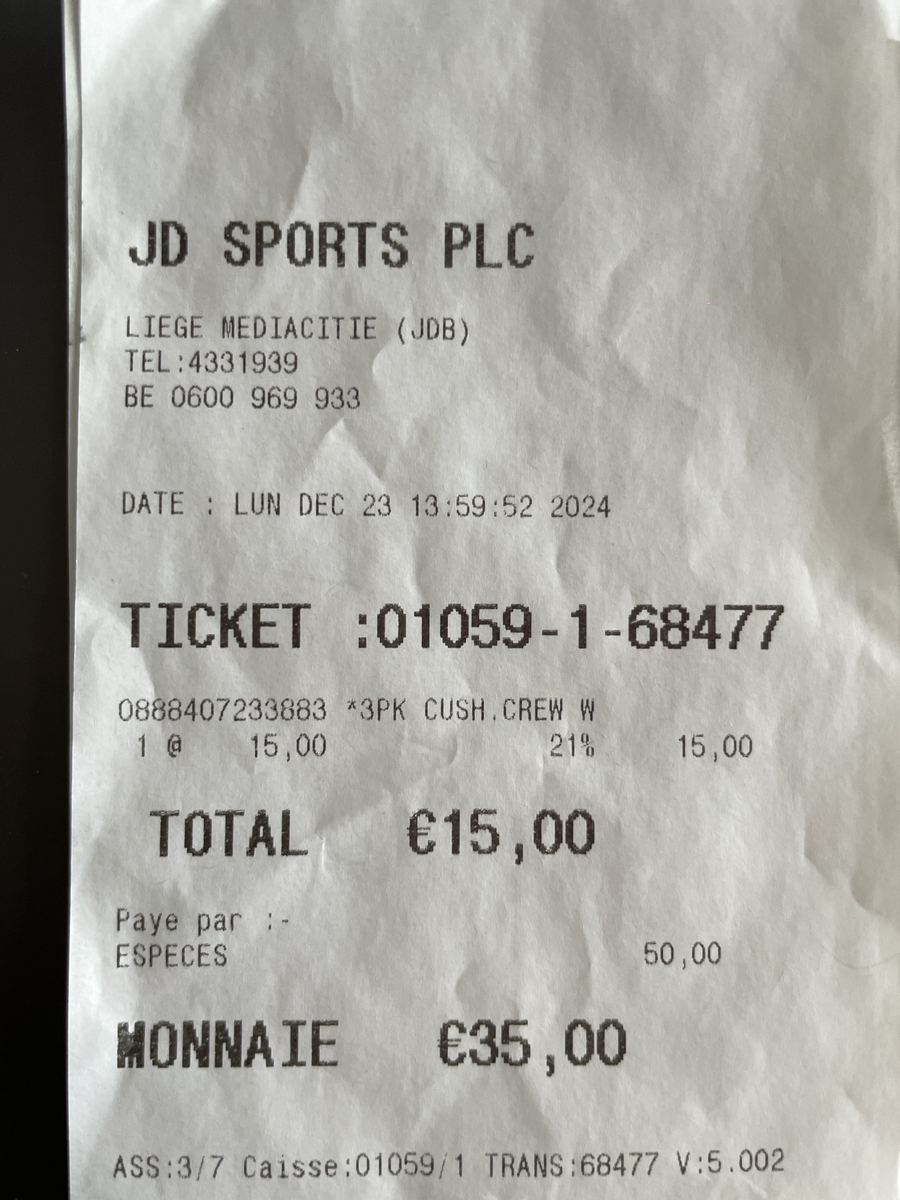 JD SPORTS PLC
LIEGE MEDIACITIE (JDB)
TEL:4331939
BE 0600 969 933
DATE : LUN DEC 23 13:59:52 2024
TICKET :01059-1-68477
0888407233883 *3PK CUSH.CREW W
1 @ 15,00 21% 15,00
TOTAL €15,00
Paye par :-
ESPECES 50,00
MONNAIE €35,00
ASS:3/7 Caisse:01059/1 TRANS:68477 V:5.002